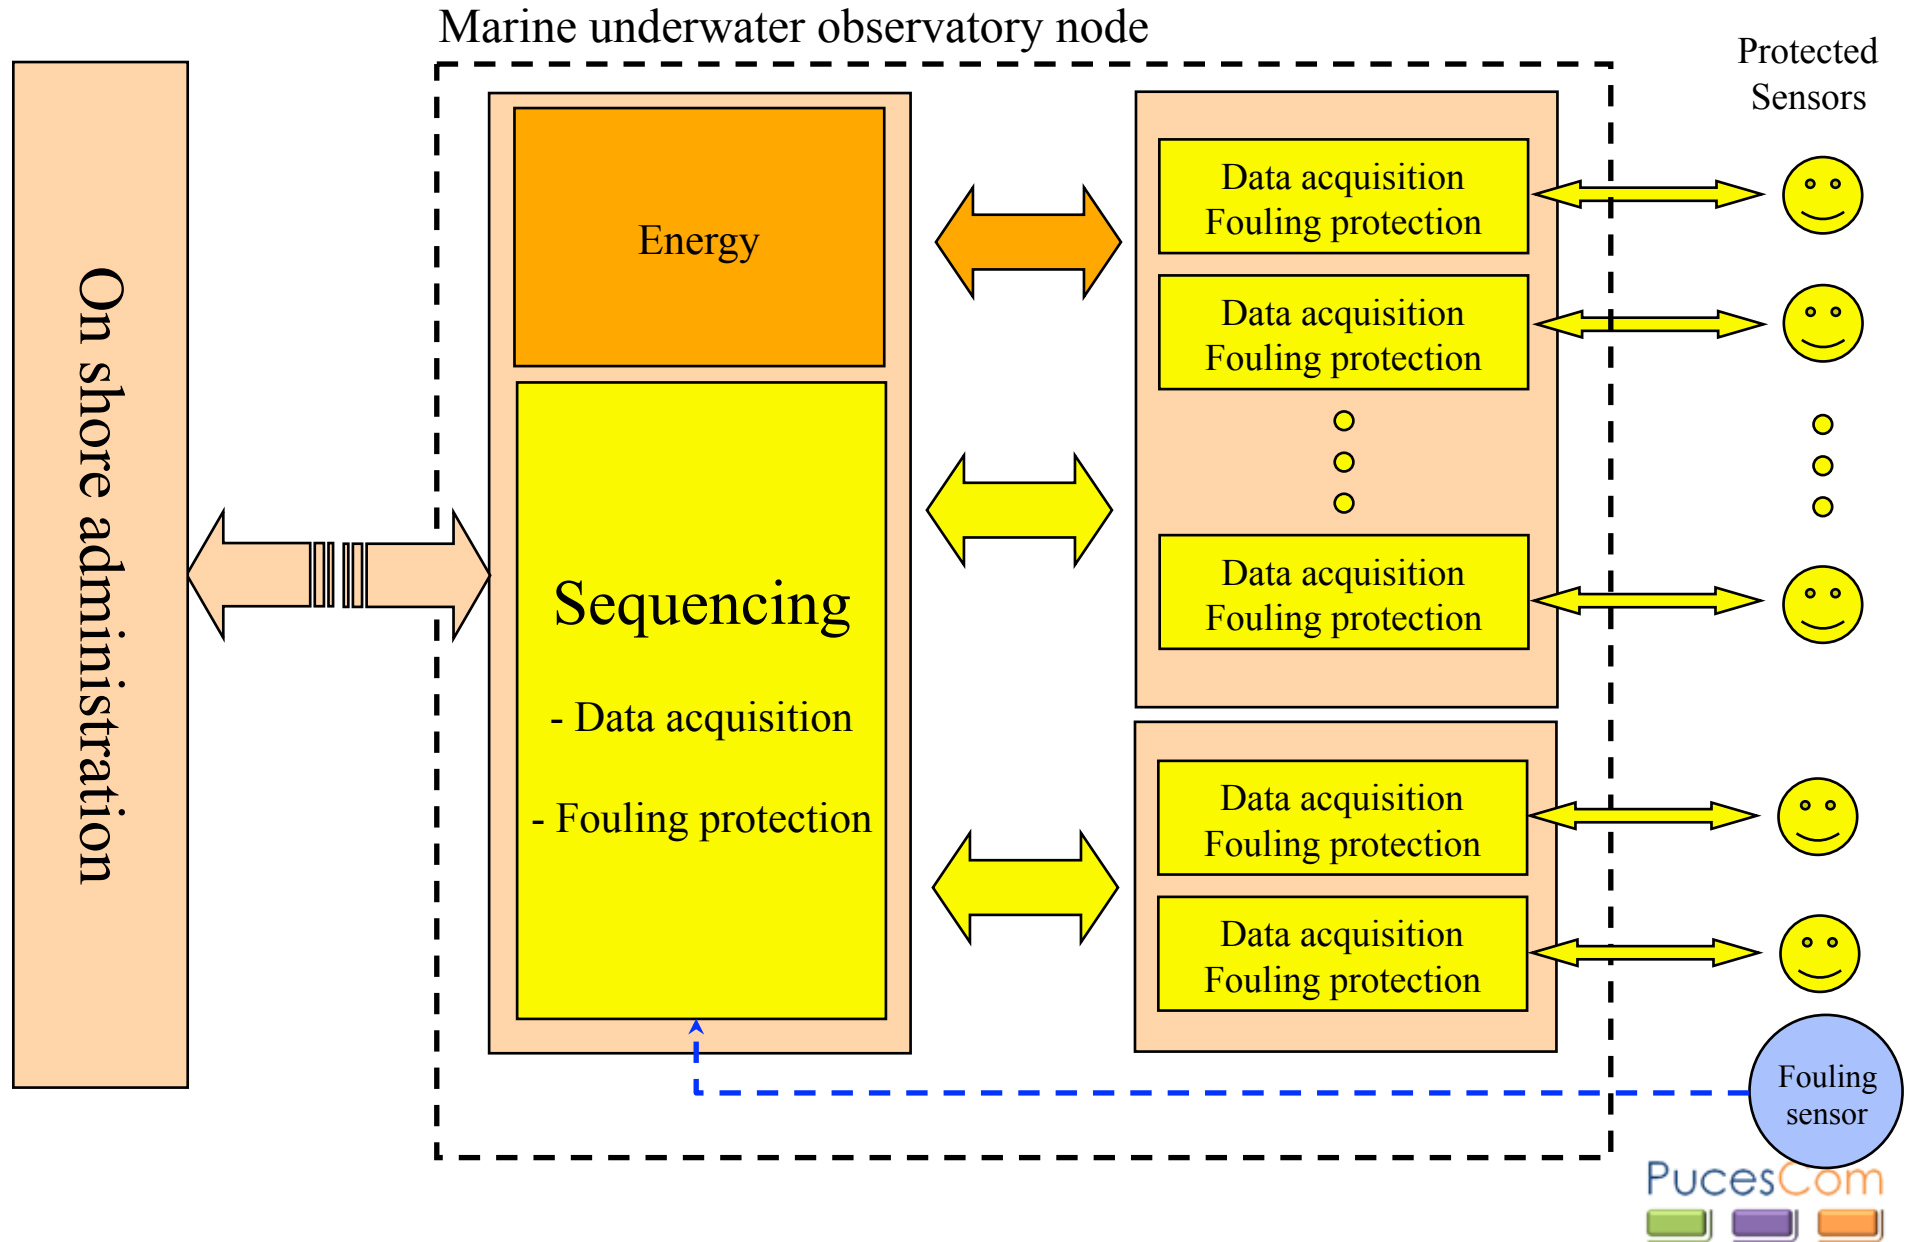 Marine underwater observatory node
Protected
Sensors
On shore administration
Energy
Sequencing
- Data acquisition
- Fouling protection
Data acquisition
Fouling protection
Data acquisition
Fouling protection
Data acquisition
Fouling protection
Data acquisition
Fouling protection
Data acquisition
Fouling protection
Fouling
sensor
PucesCom